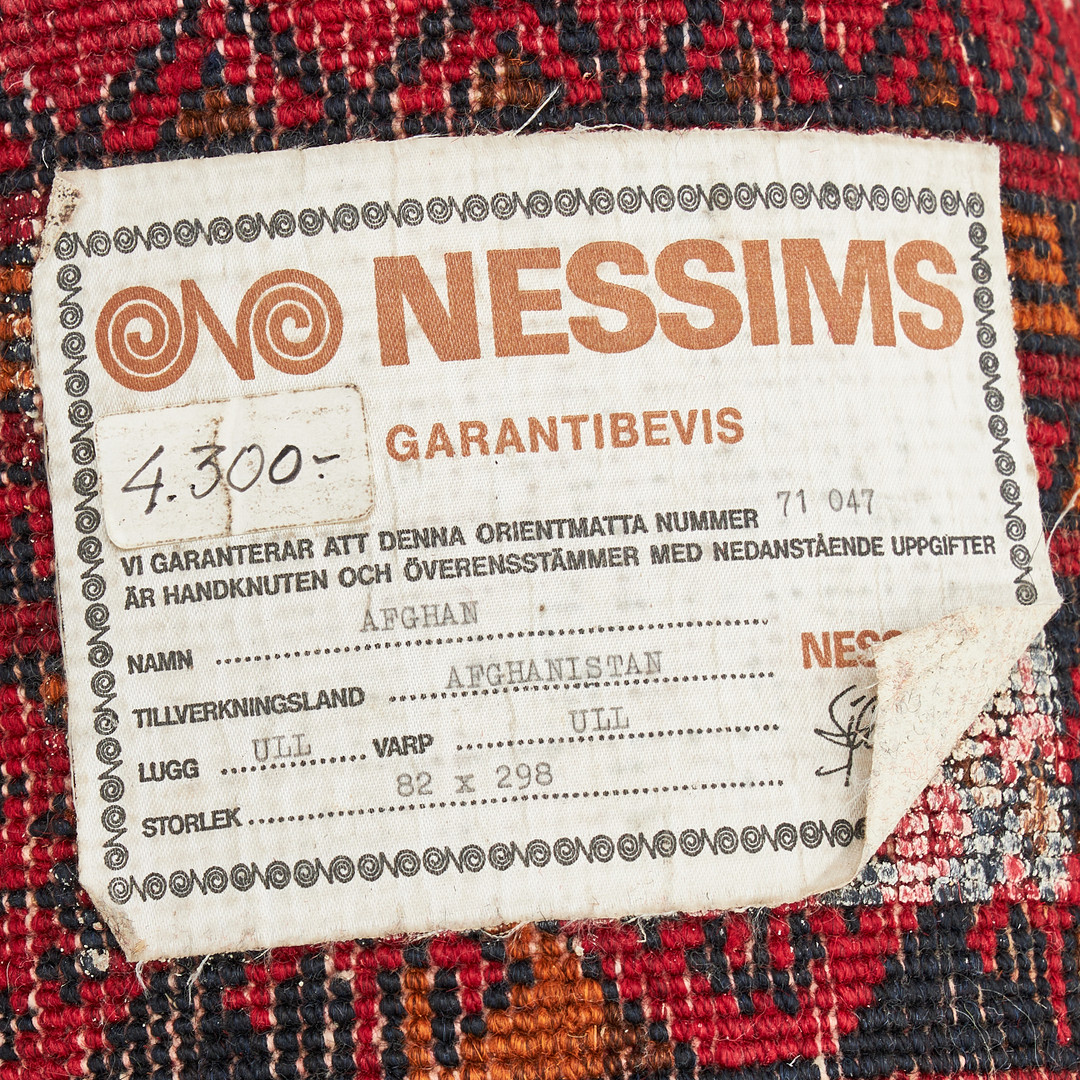 NESSIMS
GARANTIBEVIS
4.300:-
VI GARANTERAR ATT DENNA ORIENTMATTA NUMMER 71 047
ÄR HANDKNUTEN OCH ÖVERENSSTÄMMER MED NEDANSTÅENDE UPPGIFTER
NAMN AFGHAN
TILLVERKNINGSLAND AFGHANISTAN
LUGG ULL VARP ULL
STORLEK 82 x 298
NESS